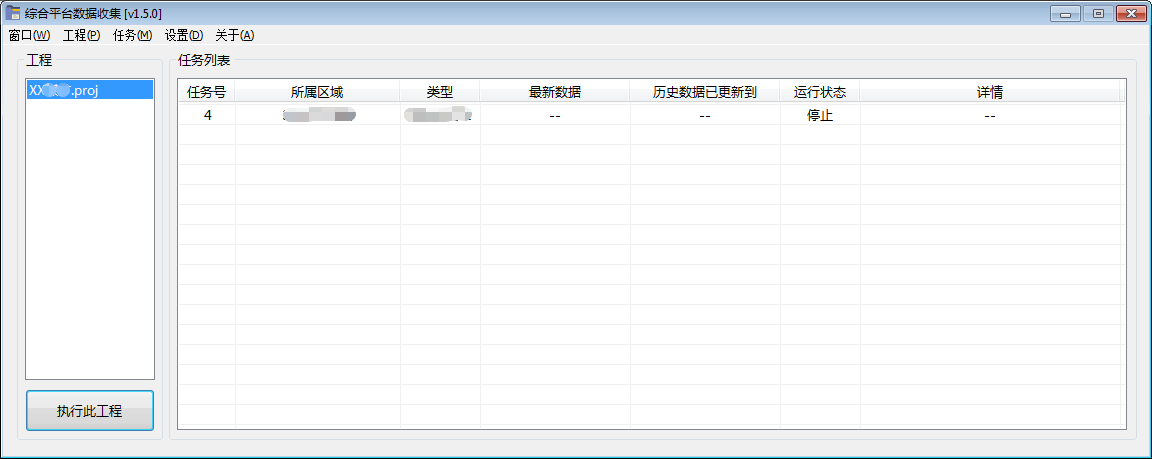 综合平台数据收集 [v1.5.0]
窗口(W) 工程(P) 任务(M) 设置(D) 关于(A)
工程
XX .proj
执行此工程
任务列表
任务号 所属区域 类型 最新数据 历史数据已更新到 运行状态 详情
4 -- -- 停止 --